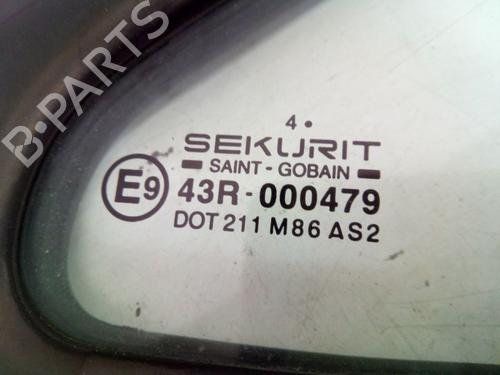 B-PARTS
4 •
SEKURIT
SAINT - GOBAIN
E9 43R - 000479
DOT 211 M86 AS2